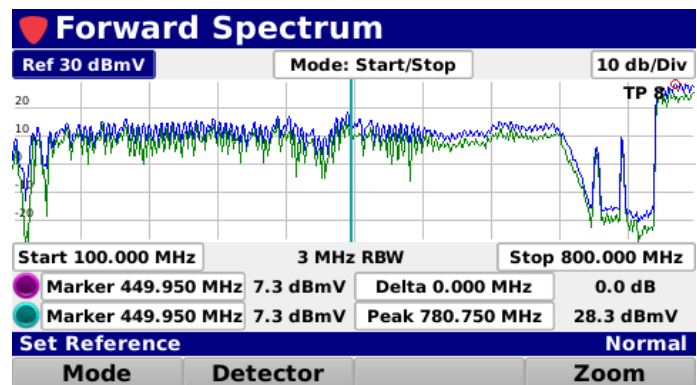 Forward Spectrum
Ref 30 dBmV Mode: Start/Stop 10 db/Div
TP 8
20
10
-10
-20
Start 100.000 MHz 3 MHz RBW Stop 800.000 MHz
Marker 449.950 MHz 7.3 dBmV Delta 0.000 MHz 0.0 dB
Marker 449.950 MHz 7.3 dBmV Peak 780.750 MHz 28.3 dBmV
Set Reference Normal
Mode Detector Zoom